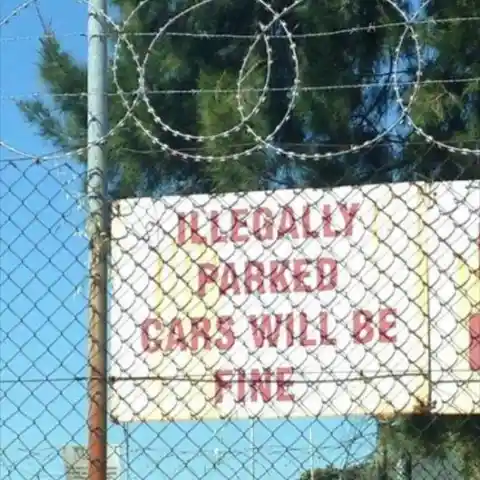 ILLEGALLY
PARKED
CARS WILL BE
FINE